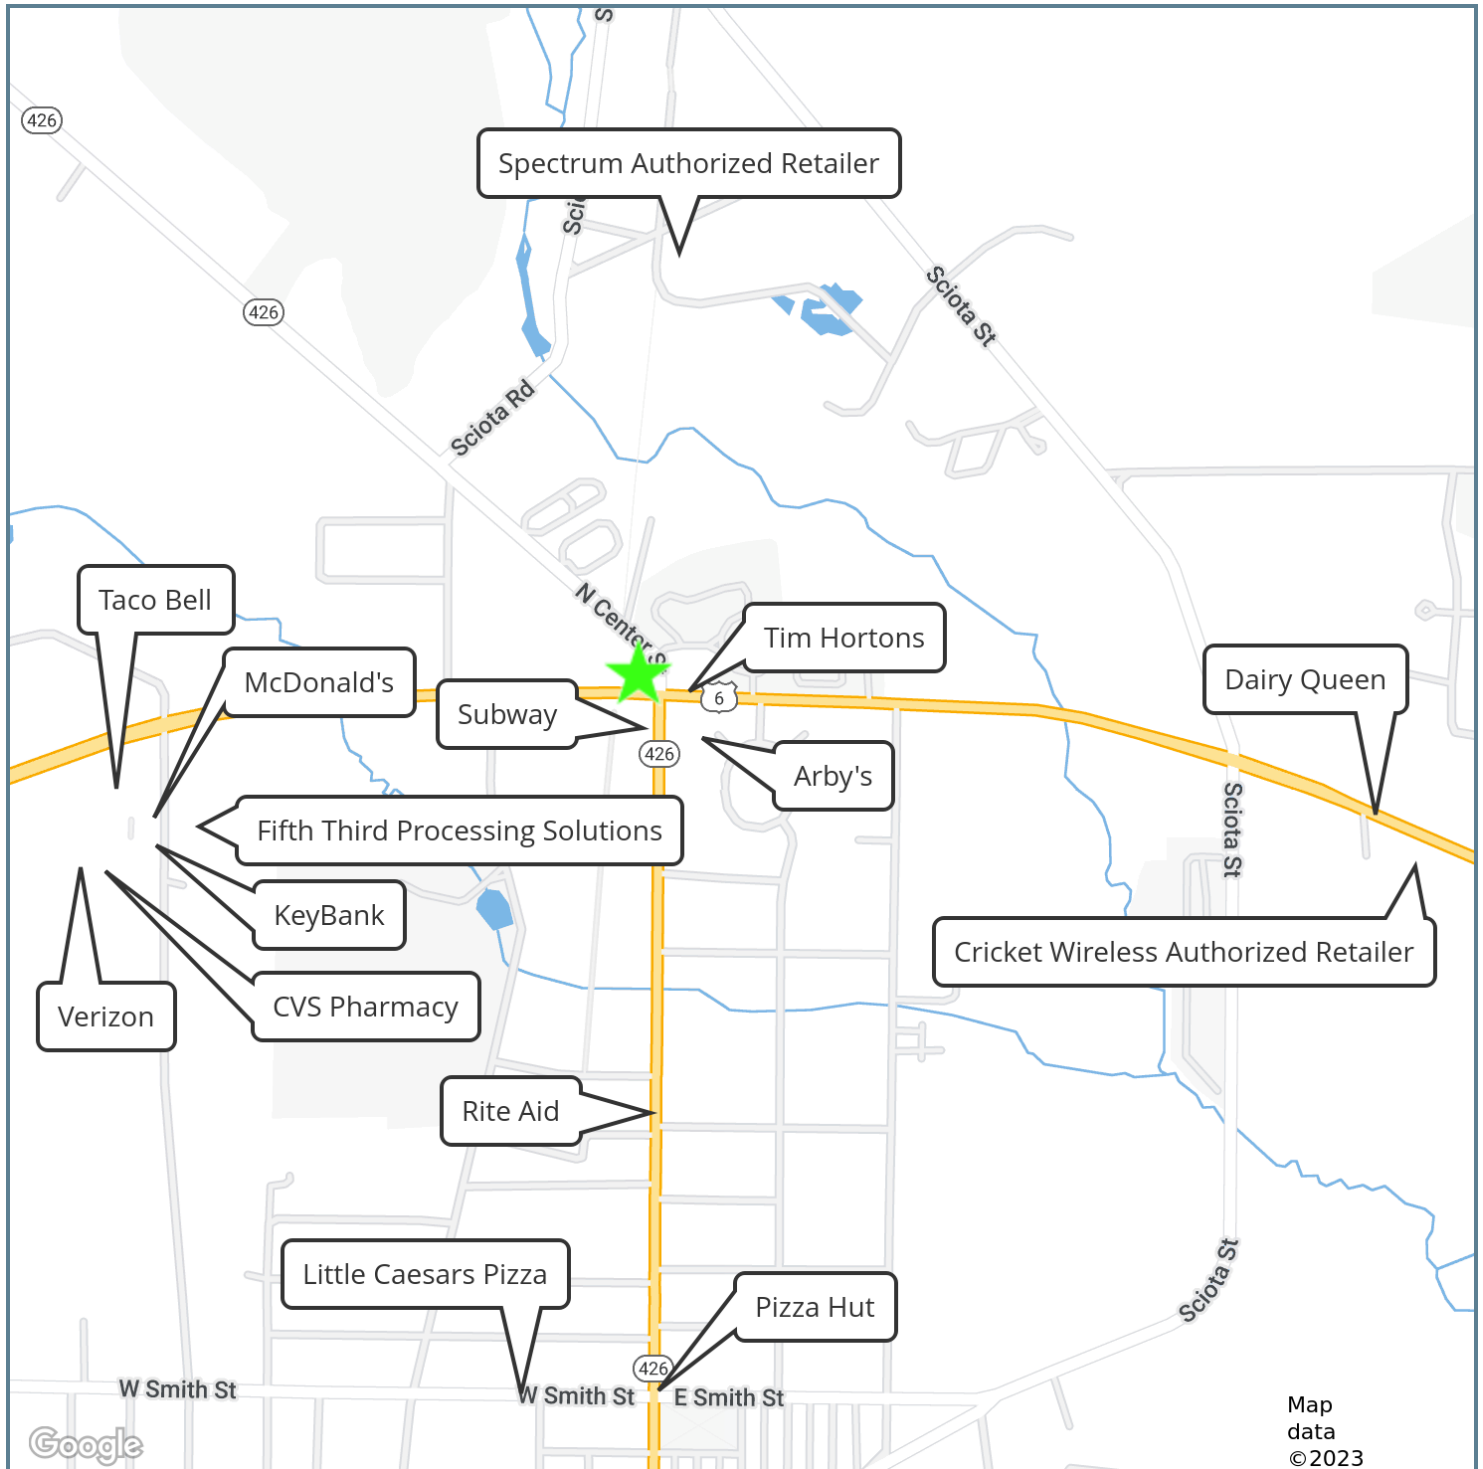 S
426
Spectrum Authorized Retailer
Scio
Sciota St
426
Sciota Rd
Taco Bell
N Center S
Tim Hortons
McDonald's
Dairy Queen
Subway
6
426
Arby's
Fifth Third Processing Solutions
Sciota St
KeyBank
Cricket Wireless Authorized Retailer
CVS Pharmacy
Verizon
Rite Aid
Little Caesars Pizza
Sciota St
Pizza Hut
426
W Smith St
W Smith St
E Smith St
Map
data
©2023
Google